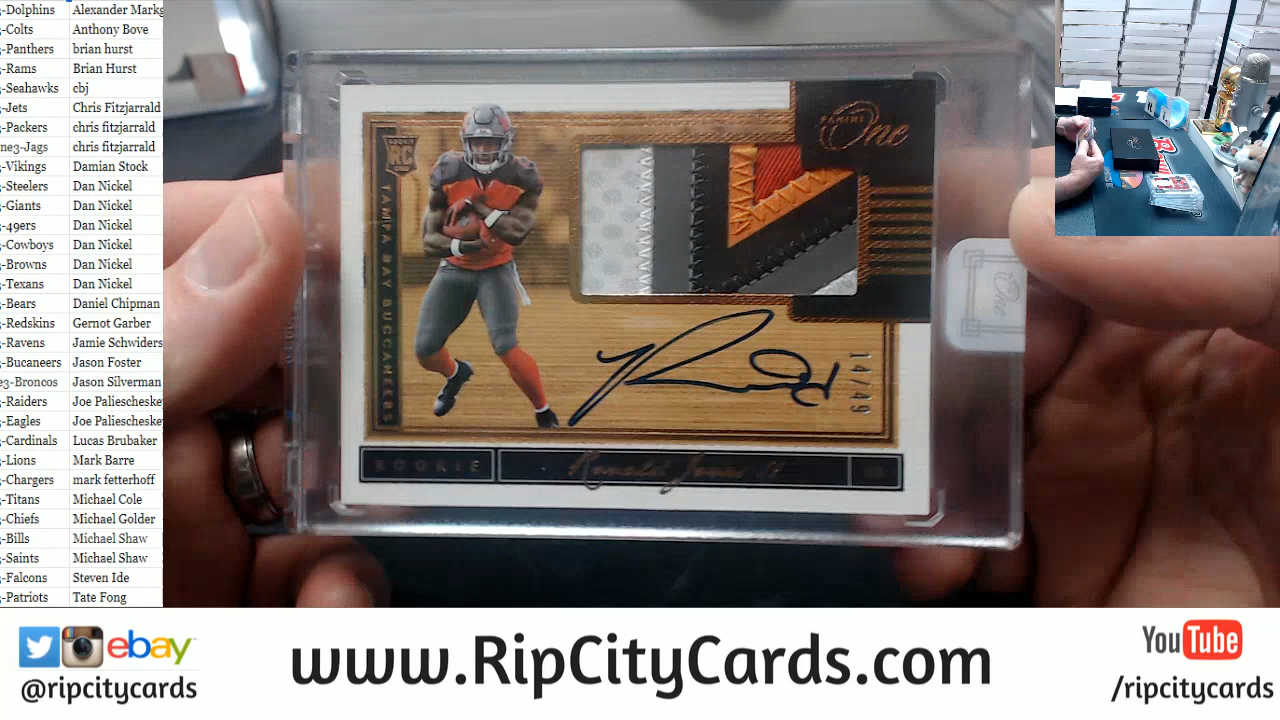 -Dolphins Alexander Markg
-Colts Anthony Bove
-Panthers brian hurst
-Rams Brian Hurst
-Seahawks cbj
-Jets Chris Fitzjarrald
-Packers chris fitzjarrald
ne3-Jags chris fitzjarrald
-Vikings Damian Stock
-Steelers Dan Nickel
-Giants Dan Nickel
-49ers Dan Nickel
-Cowboys Dan Nickel
-Browns Dan Nickel
-Texans Dan Nickel
-Bears Daniel Chipman
-Redskins Gernot Garber
-Ravens Jamie Schwiders
-Bucaneers Jason Foster
e3-Broncos Jason Silverman
-Raiders Joe Paliescheske
-Eagles Joe Paliescheske
-Cardinals Lucas Brubaker
-Lions Mark Barre
-Chargers mark fetterhoff
-Titans Michael Cole
-Chiefs Michael Golder
-Bills Michael Shaw
-Saints Michael Shaw
-Falcons Steven Ide
-Patriots Tate Fong
PANINI
One
RC
TAMPA BAY BUCCANEERS
14/49
ROOKIE Ronald Jones II
One
ebay
@ripcitycards
www.RipCityCards.com
YouTube
/ripcitycards